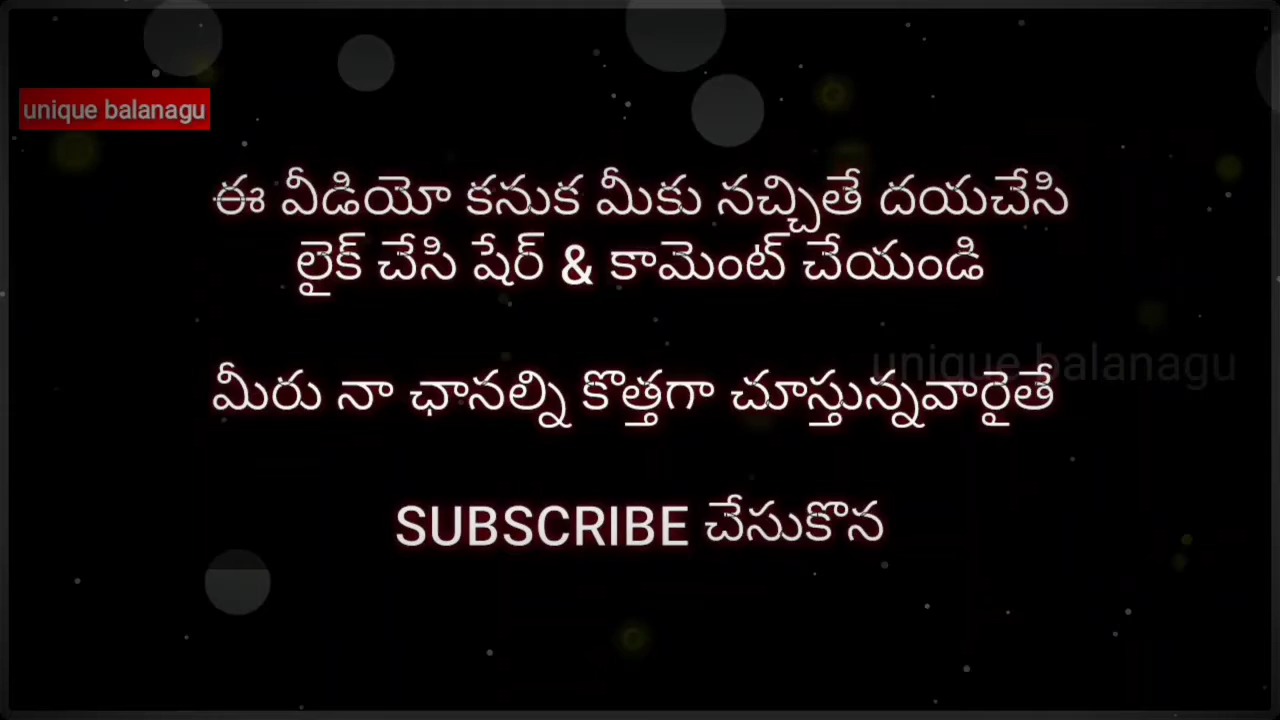 unique balanagu
ఈ వీడియో కనుక మీకు నచ్చితే దయచేసి
లైక్ చేసి షేర్ & కామెంట్ చేయండి
unique balanagu
మీరు నా ఛానల్ని కొత్తగా చూస్తున్నవారైతే
SUBSCRIBE చేసుకొన